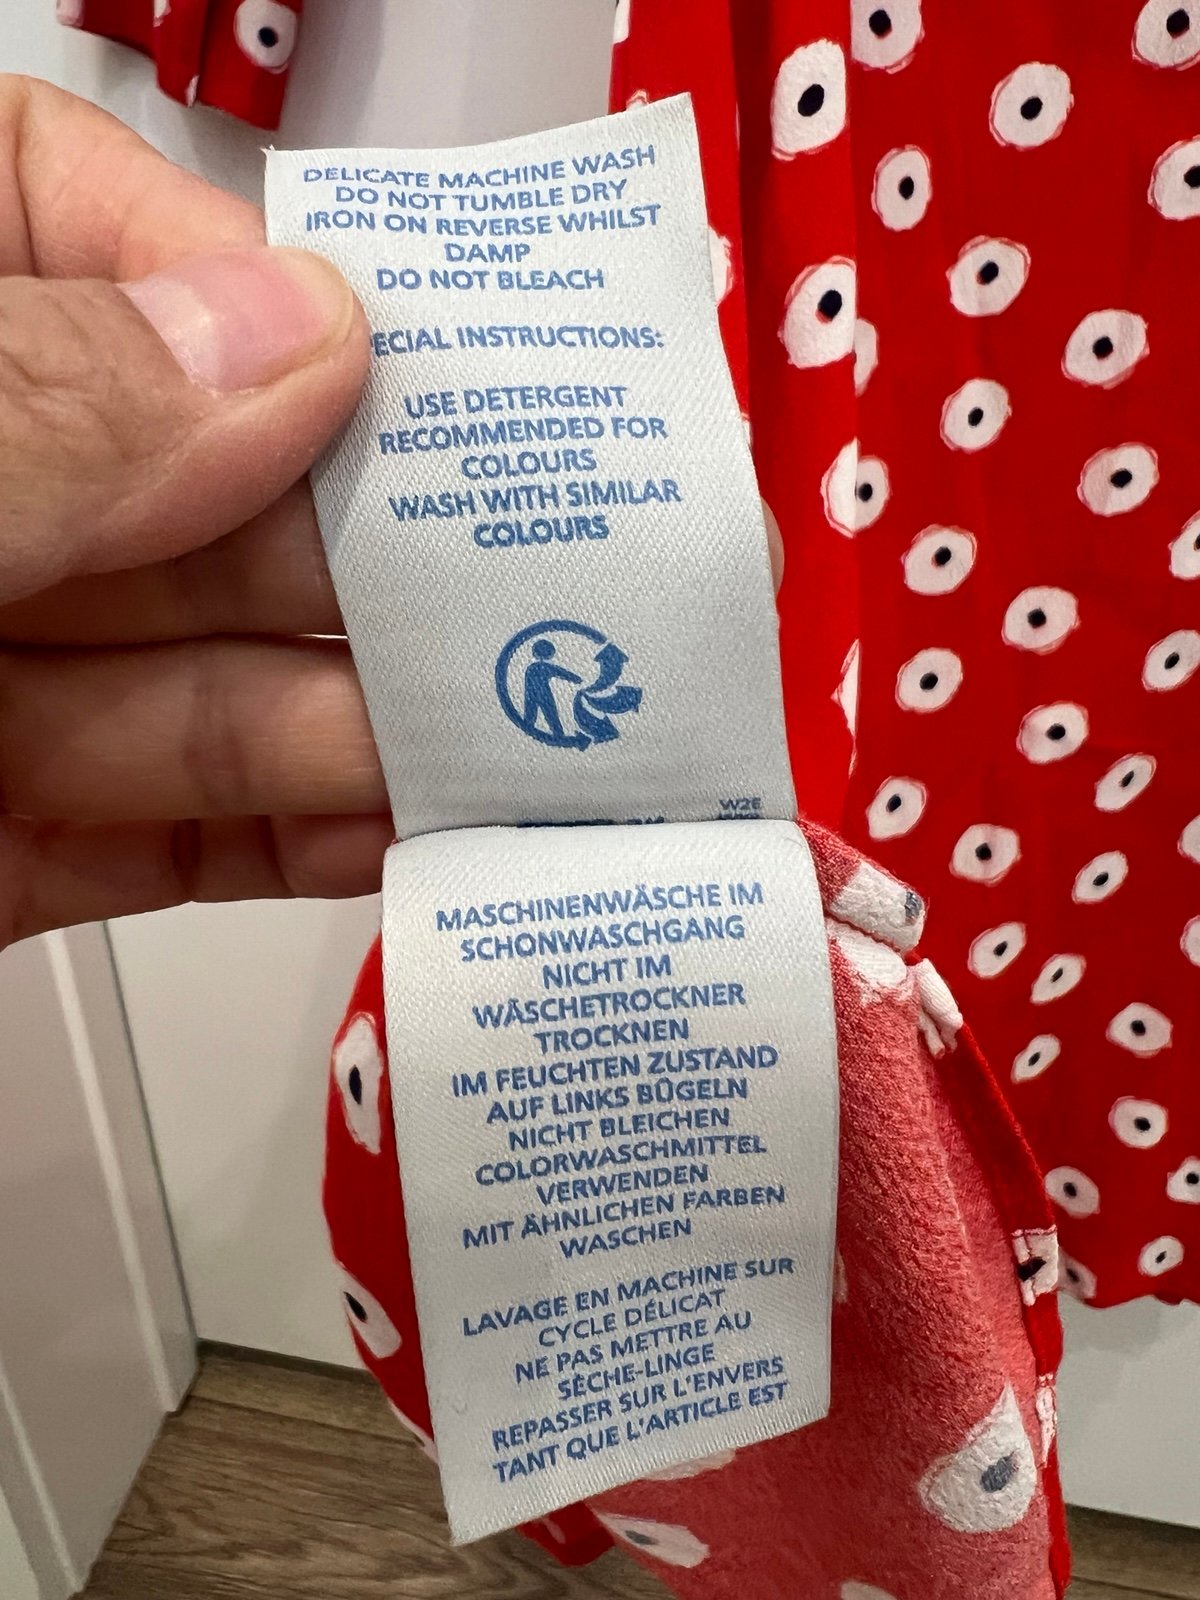 DELICATE MACHINE WASH
DO NOT TUMBLE DRY
IRON ON REVERSE WHILST
DAMP
DO NOT BLEACH
ECIAL INSTRUCTIONS:
USE DETERGENT
RECOMMENDED FOR
COLOURS
WASH WITH SIMILAR
COLOURS
W2E
MASCHINENWÄSCHE IM
SCHONWASCHGANG
NICHT IM
WÄSCHETROCKNER
TROCKNEN
IM FEUCHTEN ZUSTAND
AUF LINKS BÜGELN
NICHT BLEICHEN
COLORWASCHMITTEL
VERWENDEN
MIT ÄHNLICHEN FARBEN
WASCHEN
LAVAGE EN MACHINE SUR
CYCLE DÉLICAT
NE PAS METTRE AU
SÈCHE-LINGE
REPASSER SUR L'ENVERS
TANT QUE L'ARTICLE EST